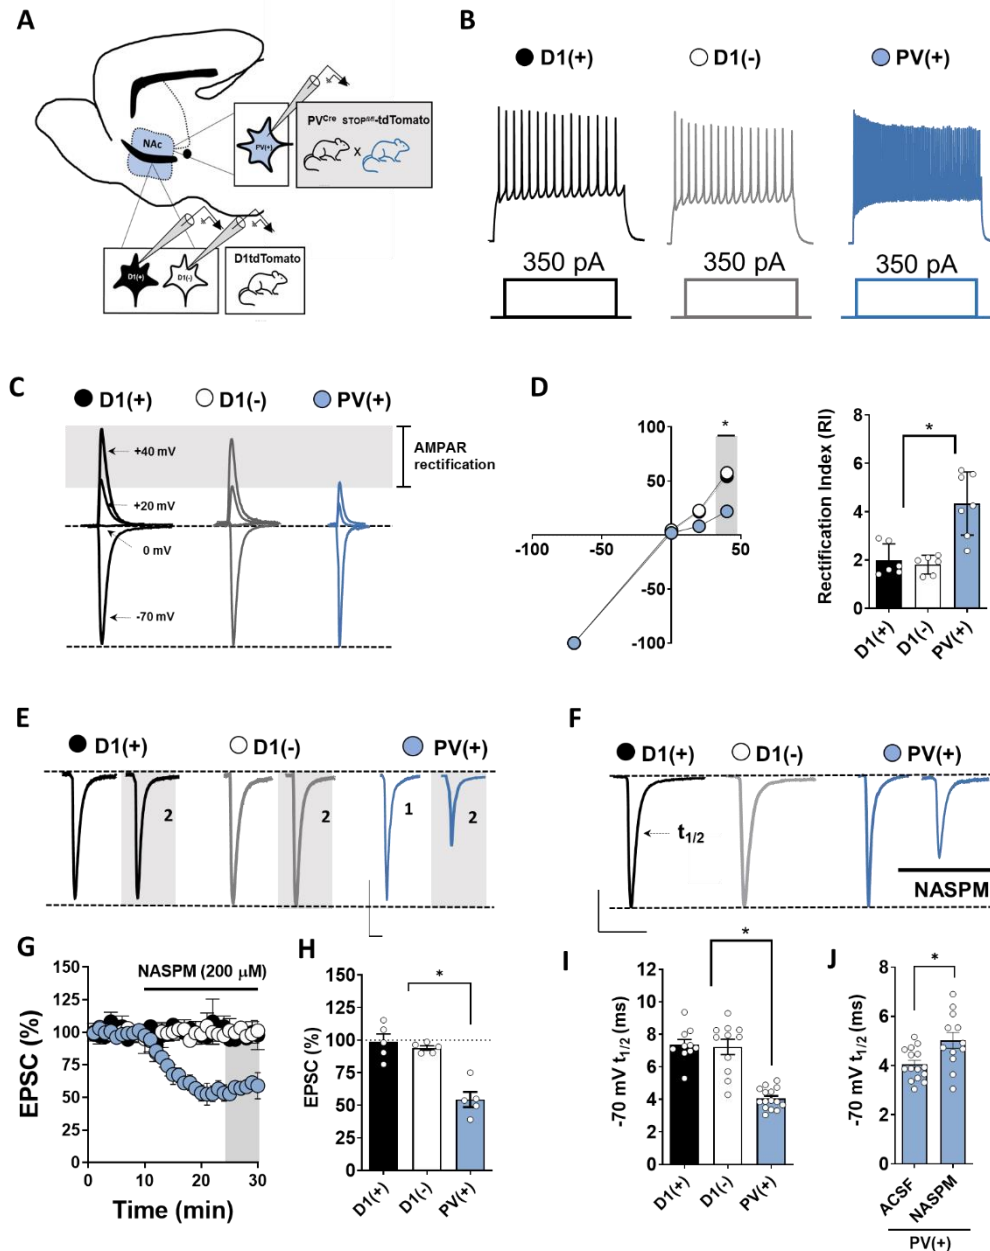 A
NAc
PV(+)
PVCre STOPfl/fl-tdTomato
X
D1(+)
D1(-)
D1tdTomato
B
D1(+)
D1(-)
PV(+)
350 pA
350 pA
350 pA
C
D1(+)
D1(-)
PV(+)
+40 mV
+20 mV
0 mV
-70 mV
AMPAR
rectification
D
100
50
-100
-50
50
-50
-100
*
Rectification Index (RI)
8
6
4
2
0
*
D1(+)
D1(-)
PV(+)
E
D1(+)
D1(-)
PV(+)
2
2
1
2
F
D1(+)
D1(-)
PV(+)
t1/2
NASPM
G
NASPM (200 µM)
EPSC (%)
150
125
100
75
50
25
0
0
10
20
30
Time (min)
H
EPSC (%)
150
125
100
75
50
25
0
*
D1(+)
D1(-)
PV(+)
I
-70 mV t1/2 (ms)
12
10
8
6
4
2
0
*
D1(+)
D1(-)
PV(+)
J
-70 mV t1/2 (ms)
8
6
4
2
0
*
ACSF
NASPM
PV(+)